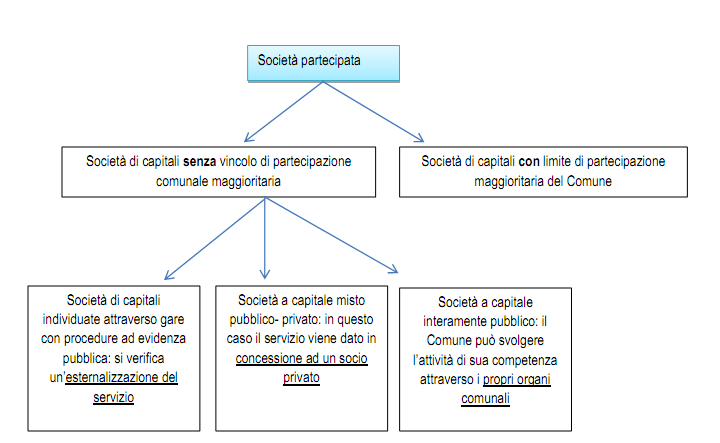 Società partecipata
Società di capitali senza vincolo di partecipazione
comunale maggioritaria
Società di capitali con limite di partecipazione
maggioritaria del Comune
Società di capitali
individuate attraverso gare
con procedure ad evidenza
pubblica: si verifica
un'esternalizzazione del
servizio
Società a capitale misto
pubblico- privato: in questo
caso il servizio viene dato in
concessione ad un socio
privato
Società a capitale
interamente pubblico: il
Comune può svolgere
l'attività di sua competenza
attraverso i propri organi
comunali